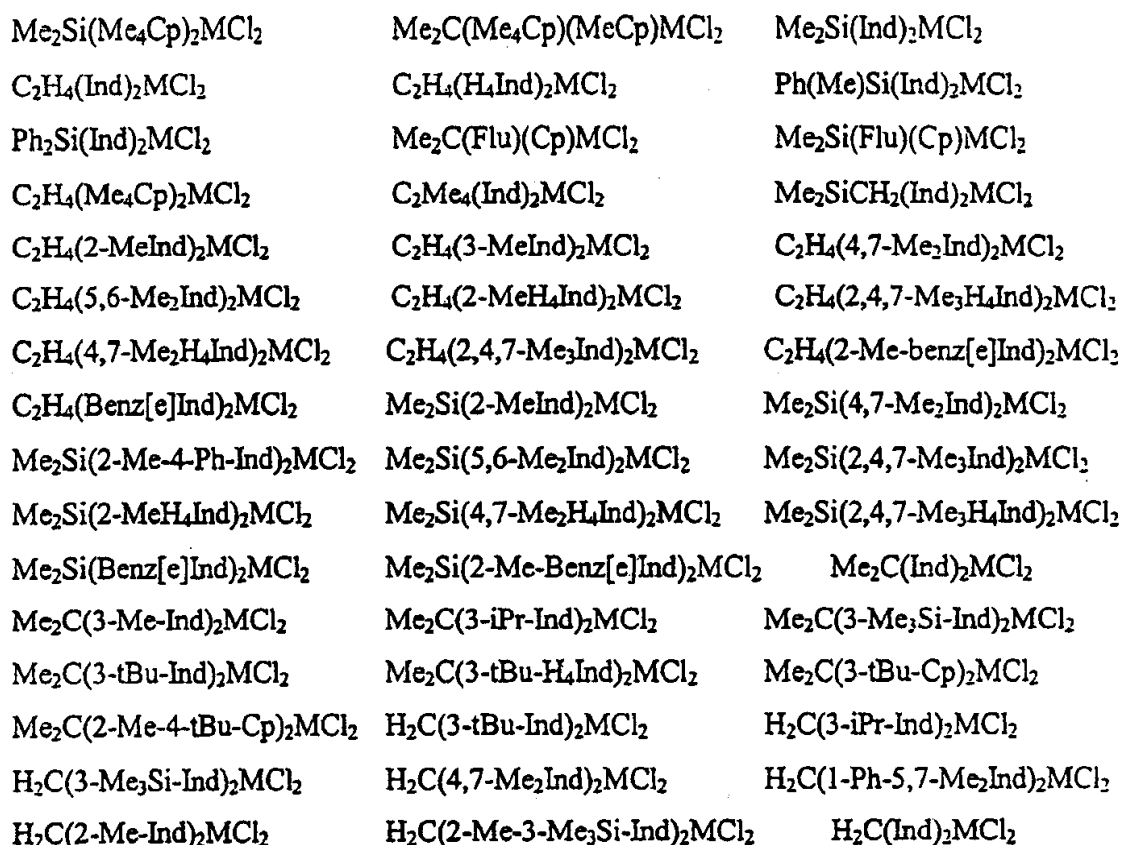 Me₂Si(Me₄Cp)₂MCl₂ Me₂C(Me₄Cp)(MeCp)MCl₂ Me₂Si(Ind)₂MCl₂
C₂H₄(Ind)₂MCl₂ C₂H₄(H₄Ind)₂MCl₂ Ph(Me)Si(Ind)₂MCl₂
Ph₂Si(Ind)₂MCl₂ Me₂C(Flu)(Cp)MCl₂ Me₂Si(Flu)(Cp)MCl₂
C₂H₄(Me₄Cp)₂MCl₂ C₂Me₄(Ind)₂MCl₂ Me₂SiCH₂(Ind)₂MCl₂
C₂H₄(2-MeInd)₂MCl₂ C₂H₄(3-MeInd)₂MCl₂ C₂H₄(4,7-Me₂Ind)₂MCl₂
C₂H₄(5,6-Me₂Ind)₂MCl₂ C₂H₄(2-MeH₄Ind)₂MCl₂ C₂H₄(2,4,7-Me₃H₄Ind)₂MCl₂
C₂H₄(4,7-Me₂H₄Ind)₂MCl₂ C₂H₄(2,4,7-Me₃Ind)₂MCl₂ C₂H₄(2-Me-benz[e]Ind)₂MCl₂
C₂H₄(Benz[e]Ind)₂MCl₂ Me₂Si(2-MeInd)₂MCl₂ Me₂Si(4,7-Me₂Ind)₂MCl₂
Me₂Si(2-Me-4-Ph-Ind)₂MCl₂ Me₂Si(5,6-Me₂Ind)₂MCl₂ Me₂Si(2,4,7-Me₃Ind)₂MCl₂
Me₂Si(2-MeH₄Ind)₂MCl₂ Me₂Si(4,7-Me₂H₄Ind)₂MCl₂ Me₂Si(2,4,7-Me₃H₄Ind)₂MCl₂
Me₂Si(Benz[e]Ind)₂MCl₂ Me₂Si(2-Me-Benz[e]Ind)₂MCl₂ Me₂C(Ind)₂MCl₂
Me₂C(3-Me-Ind)₂MCl₂ Me₂C(3-iPr-Ind)₂MCl₂ Me₂C(3-Me₃Si-Ind)₂MCl₂
Me₂C(3-tBu-Ind)₂MCl₂ Me₂C(3-tBu-H₄Ind)₂MCl₂ Me₂C(3-tBu-Cp)₂MCl₂
Me₂C(2-Me-4-tBu-Cp)₂MCl₂ H₂C(3-tBu-Ind)₂MCl₂ H₂C(3-iPr-Ind)₂MCl₂
H₂C(3-Me₃Si-Ind)₂MCl₂ H₂C(4,7-Me₂Ind)₂MCl₂ H₂C(1-Ph-5,7-Me₂Ind)₂MCl₂
H₂C(2-Me-Ind)₂MCl₂ H₂C(2-Me-3-Me₃Si-Ind)₂MCl₂ H₂C(Ind)₂MCl₂